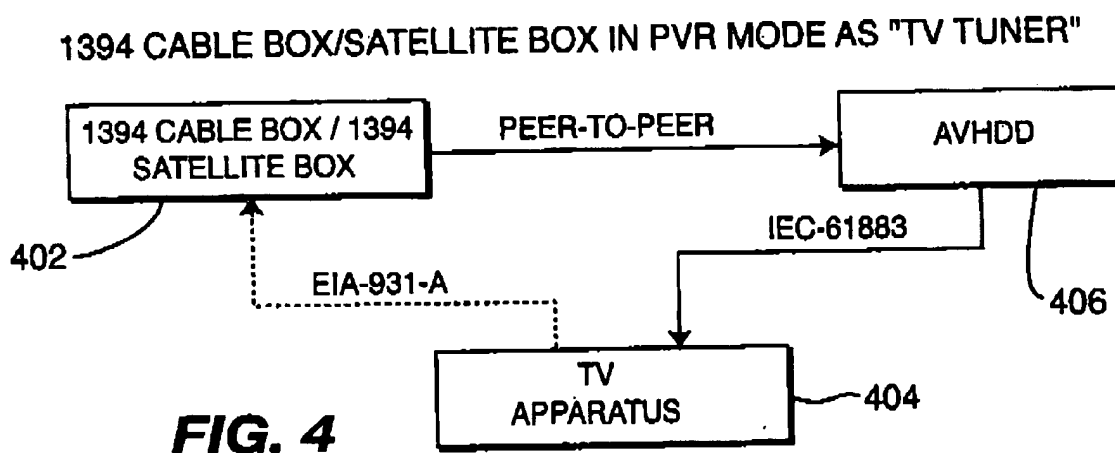 1394 CABLE BOX/SATELLITE BOX IN PVR MODE AS "TV TUNER"
1394 CABLE BOX / 1394
SATELLITE BOX
PEER-TO-PEER
AVHDD
402
IEC-61883
EIA-931-A
406
TV
APPARATUS
404
FIG. 4